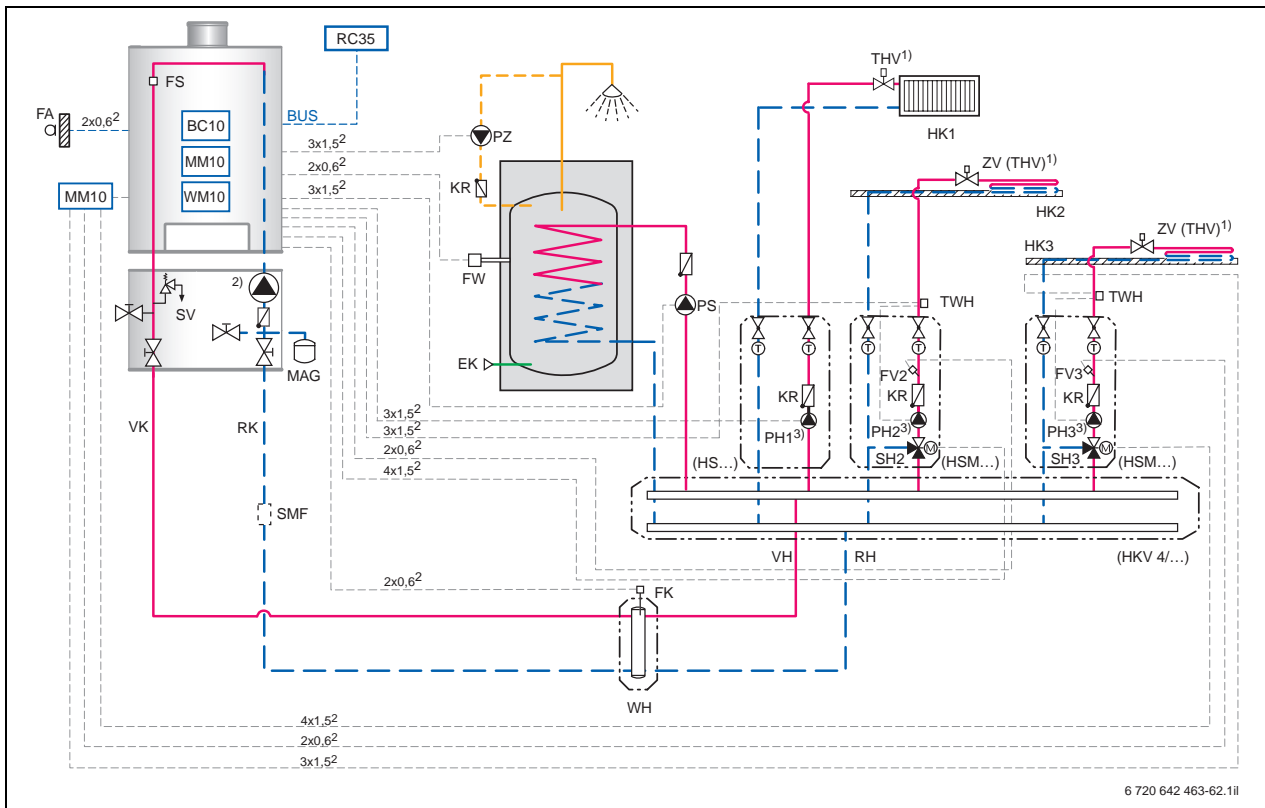 RC35
THV¹⁾
FS
FA
2x0,6²
BUS
BC10
3x1,5²
PZ
HK1
MM10
2x0,6²
ZV (THV)¹⁾
MM10
WM10
3x1,5²
KR
HK2
HK3
ZV (THV)¹⁾
FW
2)
SV
PS
TWH
TWH
MAG
EK
T
T
T
T
T
T
FV2
FV3
KR
KR
KR
VK
RK
3x1,5²
3x1,5²
PH1³⁾
PH2³⁾
PH3³⁾
2x0,6²
4x1,5²
(HS...)
SH2
M
(HSM...)
SH3
M
(HSM...)
SMF
VH
RH
(HKV 4/...)
2x0,6²
FK
WH
4x1,5²
2x0,6²
3x1,5²
6 720 642 463-62.1il